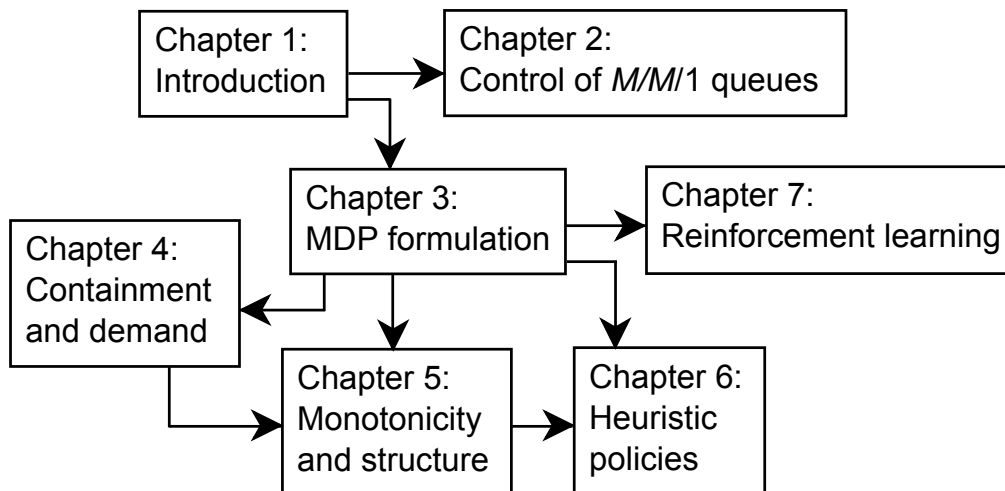 Chapter 1:
Introduction
Chapter 2:
Control of M/M/1 queues
Chapter 3:
MDP formulation
Chapter 7:
Reinforcement learning
Chapter 4:
Containment
and demand
Chapter 5:
Monotonicity
and structure
Chapter 6:
Heuristic
policies